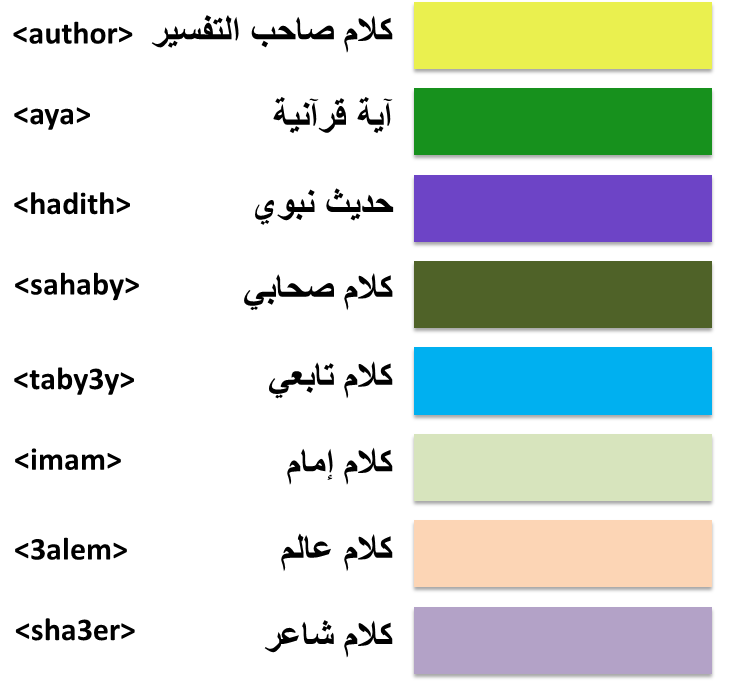 <author> كلام صاحب التفسير
<aya> آية قرآنية
<hadith> حديث نبوي
<sahaby> كلام صحابي
<taby3y> كلام تابعي
<imam> كلام إمام
<3alem> كلام عالم
<sha3er> كلام شاعر